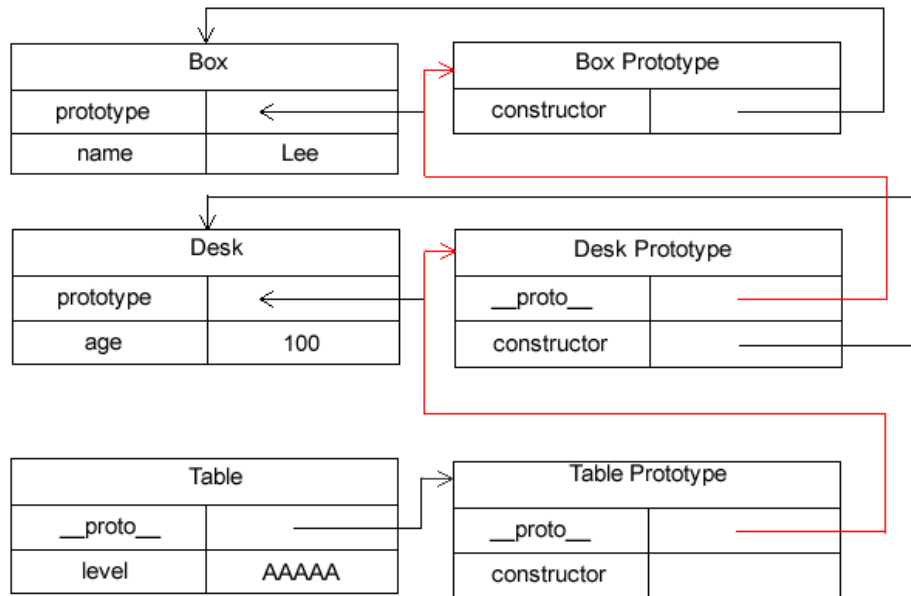 Box
prototype
name Lee
Box Prototype
constructor
Desk
prototype
age 100
Desk Prototype
__proto__
constructor
Table
__proto__
level AAAAA
Table Prototype
__proto__
constructor